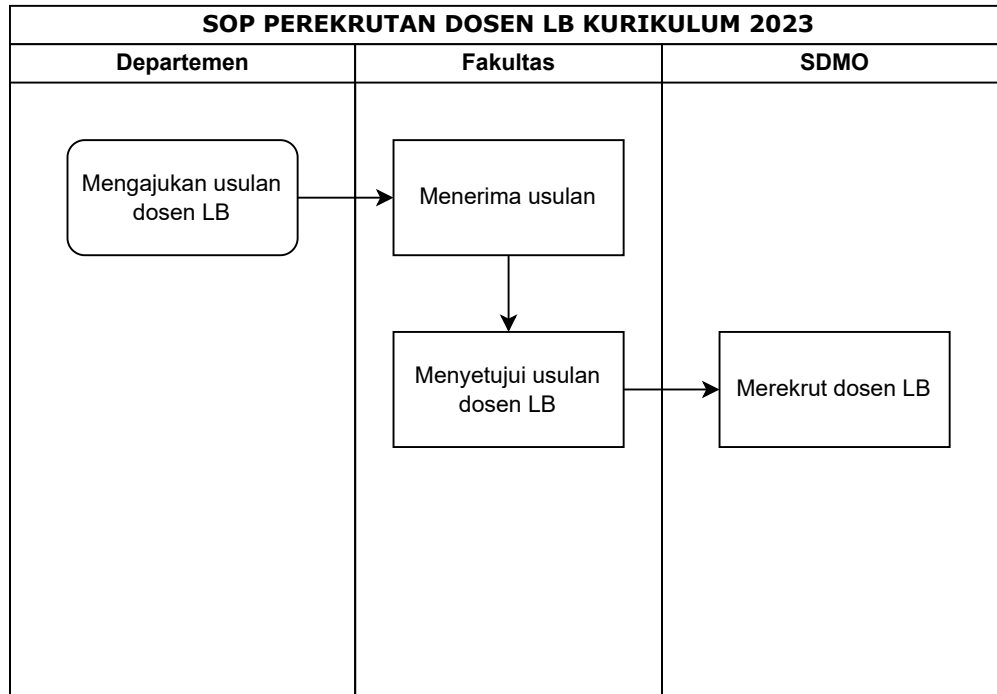 SOP PEREKRUTAN DOSEN LB KURIKULUM 2023
Departemen
Fakultas
SDMO
Mengajukan usulan
dosen LB
Menerima usulan
Menyetujui usulan
dosen LB
Merekrut dosen LB